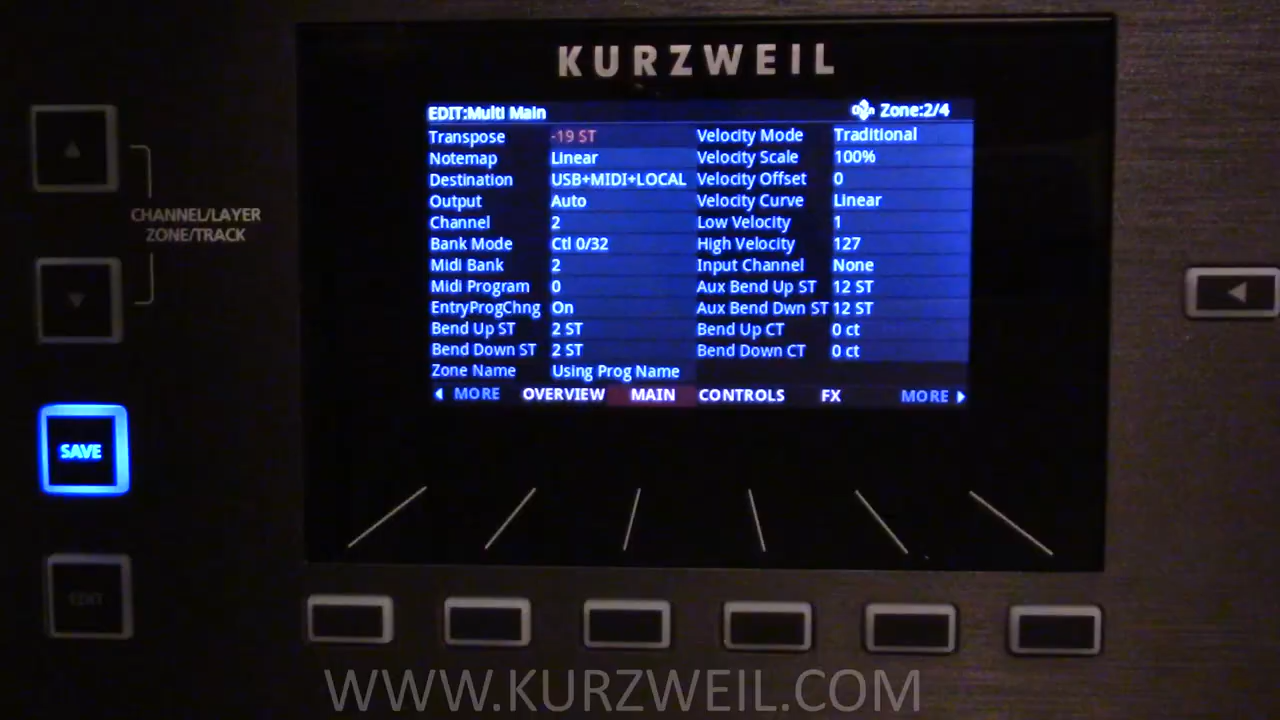 KURZWEIL
EDIT:Multi Main Zone:2/4
Transpose -19 ST Velocity Mode Traditional
Notemap Linear Velocity Scale 100%
Destination USB+MIDI+LOCAL Velocity Offset 0
Output Auto Velocity Curve Linear
Channel 2 Low Velocity 1
Bank Mode Ctl 0/32 High Velocity 127
Midi Bank 2 Input Channel None
Midi Program 0 Aux Bend Up ST 12 ST
EntryProgChng On Aux Bend Dwn ST 12 ST
Bend Up ST 2 ST Bend Up CT 0 ct
Bend Down ST 2 ST Bend Down CT 0 ct
Zone Name Using Prog Name
MORE OVERVIEW MAIN CONTROLS FX MORE
CHANNEL/LAYER
ZONE/TRACK
SAVE
EDIT
WWW.KURZWEIL.COM